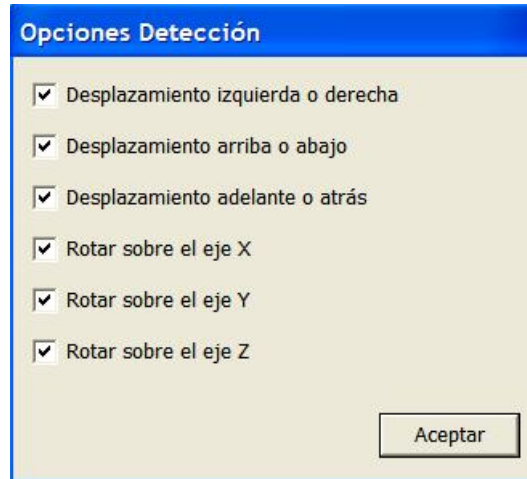 Opciones Detección
Desplazamiento izquierda o derecha
Desplazamiento arriba o abajo
Desplazamiento adelante o atrás
Rotar sobre el eje X
Rotar sobre el eje Y
Rotar sobre el eje Z
Aceptar